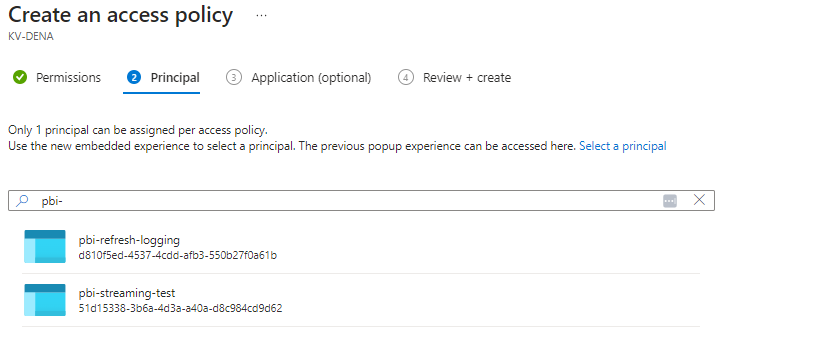 Create an access policy ...
KV-DENA
Permissions 2 Principal 3 Application (optional) 4 Review + create
Only 1 principal can be assigned per access policy.
Use the new embedded experience to select a principal. The previous popup experience can be accessed here. Select a principal
pbi-
pbi-refresh-logging
d810f5ed-4537-4cdd-afb3-550b27f0a61b
pbi-streaming-test
51d15338-3b6a-4d3a-a40a-d8c984cd9d62